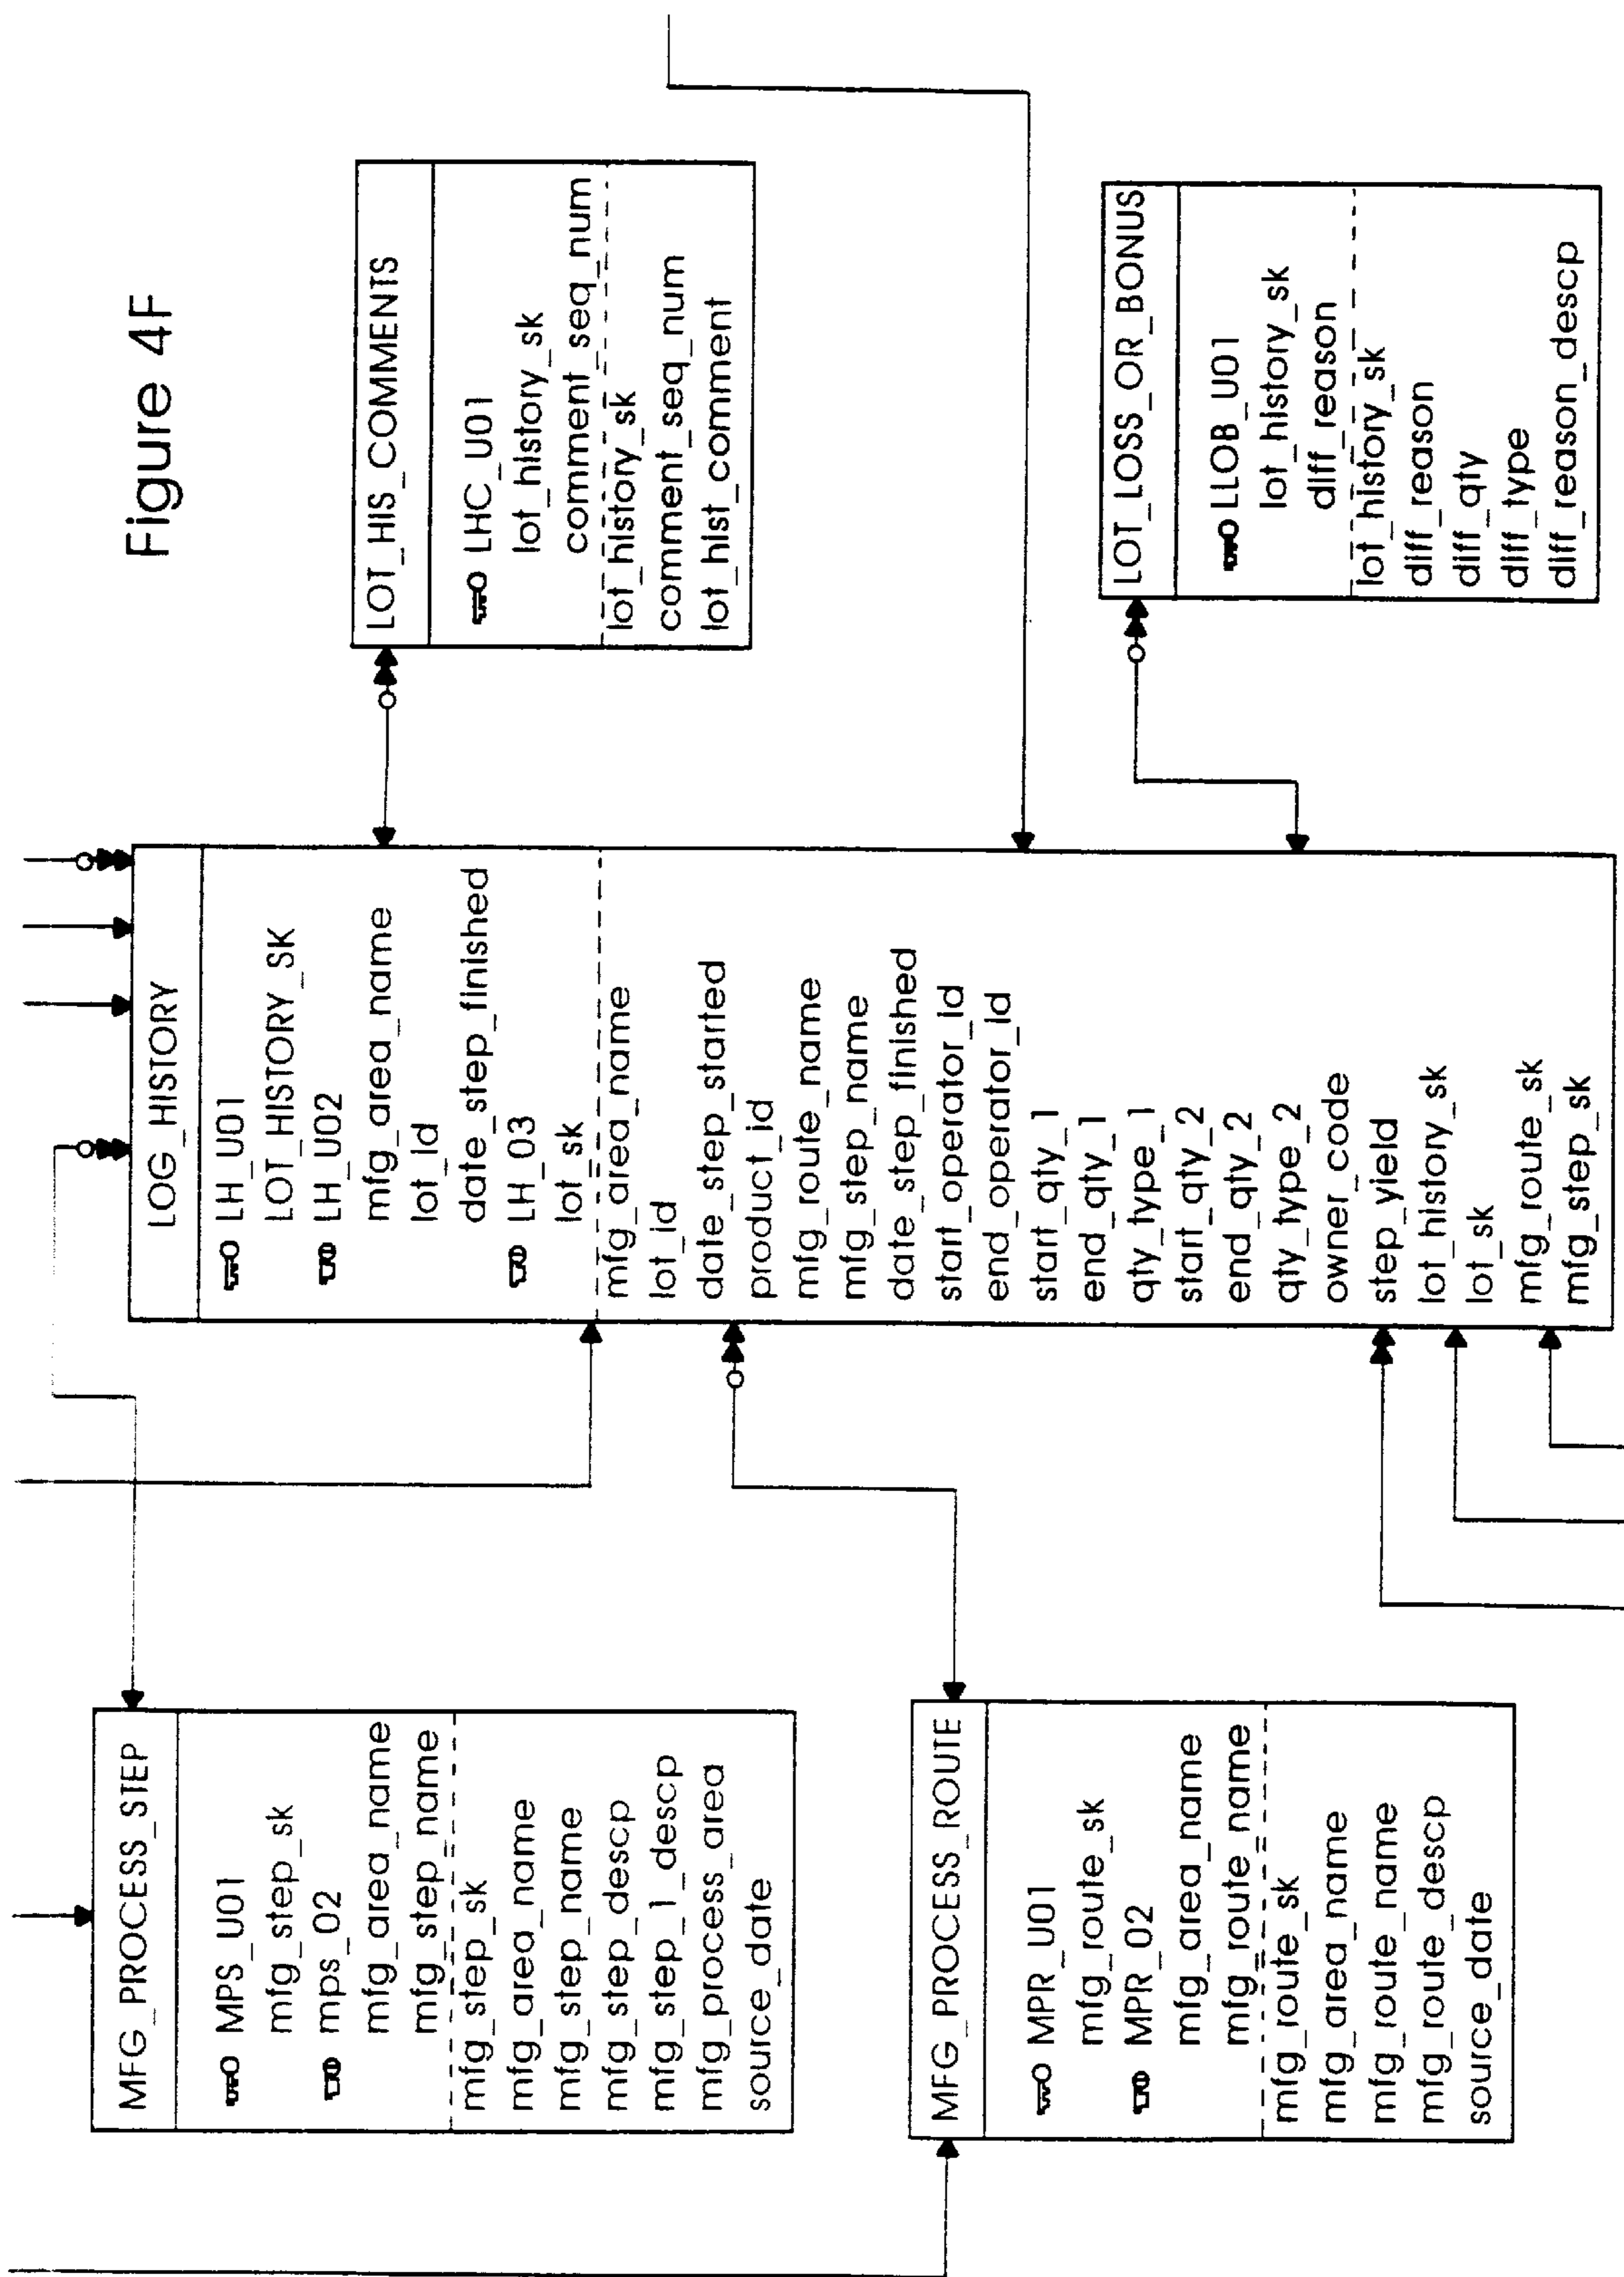 Figure 4F
MFG_PROCESS_STEP
MPS_U01
mfg_step_sk
mps_02
mfg_area_name
mfg_step_name
mfg_step_sk
mfg_area_name
mfg_step_name
mfg_step_descp
mfg_step_1_descp
mfg_process_area
source_date
MFG_PROCESS_ROUTE
MPR_U01
mfg_route_sk
MPR_02
mfg_area_name
mfg_route_name
mfg_route_sk
mfg_area_name
mfg_route_name
mfg_route_descp
source_date
LOG_HISTORY
LH_U01
LOT_HISTORY_SK
LH_U02
mfg_area_name
lot_id
date_step_finished
LH_03
lot_sk
mfg_area_name
lot_id
date_step_started
product_id
mfg_route_name
mfg_step_name
date_step_finished
start_operator_id
end_operator_id
start_qty_1
end_qty_1
qty_type_1
start_qty_2
end_qty_2
qty_type_2
owner_code
step_yield
lot_history_sk
lot_sk
mfg_route_sk
mfg_step_sk
LOT_HIS_COMMENTS
LHC_U01
lot_history_sk
comment_seq_num
lot_history_sk
comment_seq_num
lot_hist_comment
LOT_LOSS_OR_BONUS
LLOB_U01
lot_history_sk
diff_reason
lot_history_sk
diff_reason
diff_qty
diff_type
diff_reason_descp